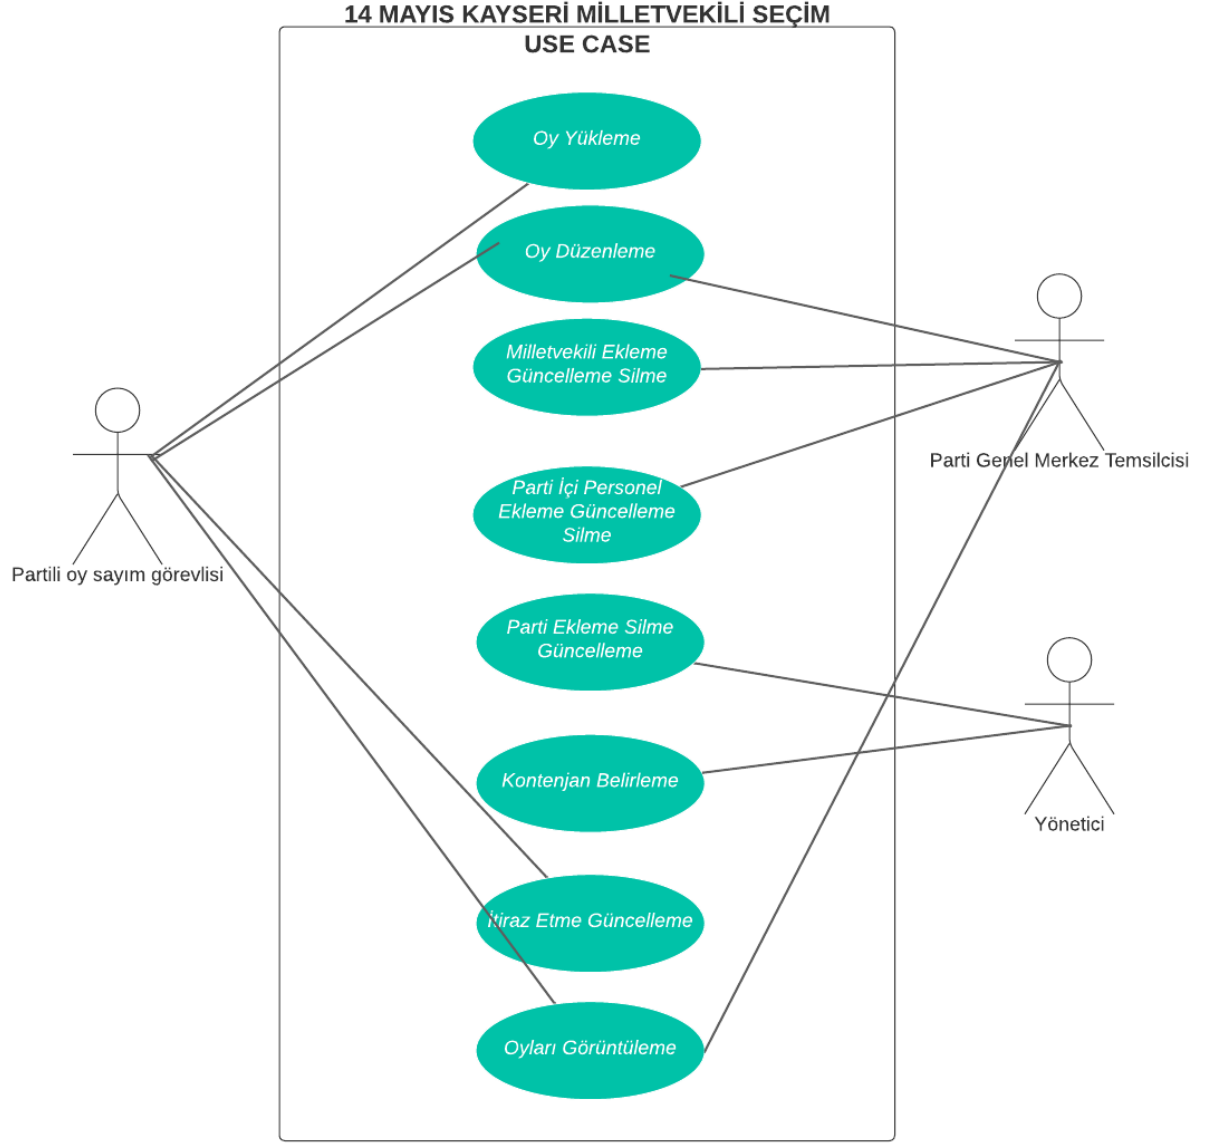 14 MAYIS KAYSERİ MİLLETVEKİLİ SEÇİM
USE CASE
Oy Yükleme
Oy Düzenleme
Milletvekili Ekleme
Güncelleme Silme
Parti Genel Merkez Temsilcisi
Parti İçi Personel
Ekleme Güncelleme
Silme
Partili oy sayım görevlisi
Parti Ekleme Silme
Güncelleme
Kontenjan Belirleme
Yönetici
İtiraz Etme Güncelleme
Oyları Görüntüleme